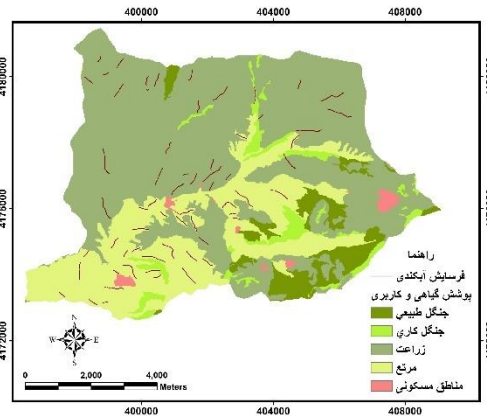 400000 404000 408000
4180000
4176000
4172000
راهنما
فرسایش آبکندی
پوشش گیاهی و کاربری
جنگل طبیعی
جنگل کاری
زراعت
مرتع
مناطق مسکونی
N
W E
S
0 2,000 4,000
Meters
400000 404000 408000